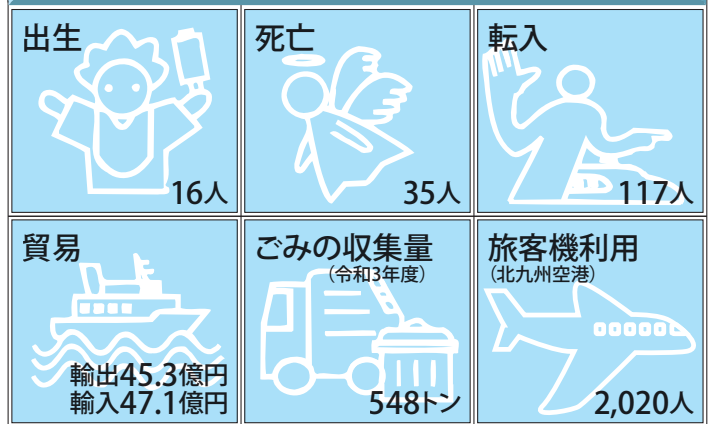 出生
16人
死亡
35人
転入
117人
貿易
輸出45.3億円
輸入47.1億円
ごみの収集量
(令和3年度)
548トン
旅客機利用
(北九州空港)
2,020人